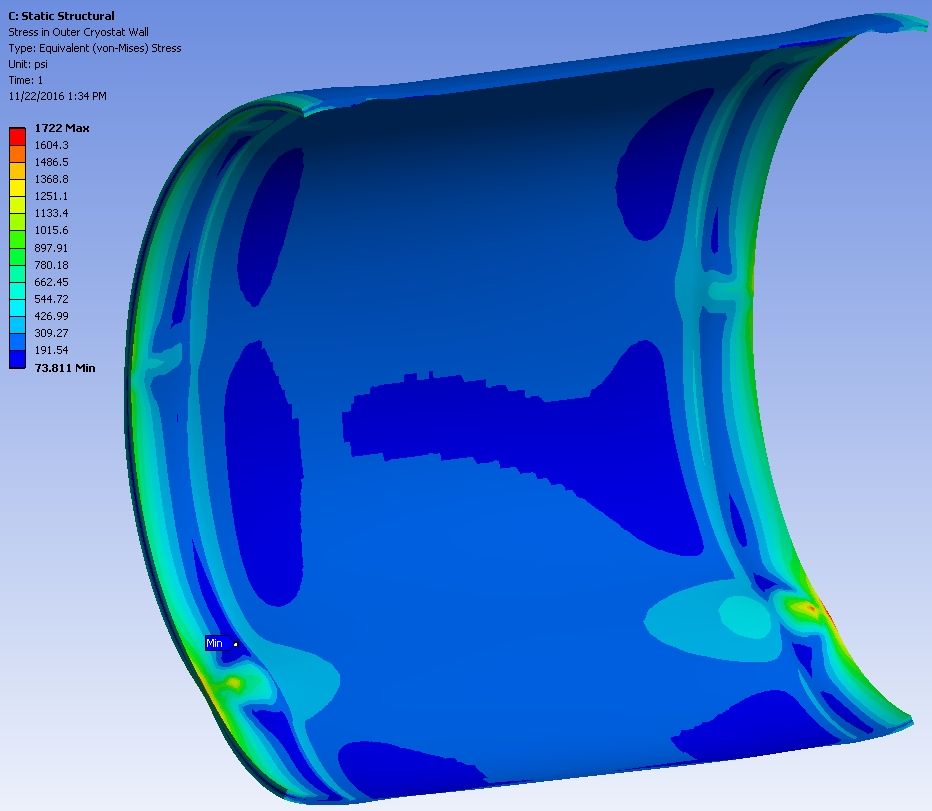 C: Static Structural
Stress in Outer Cryostat Wall
Type: Equivalent (von-Mises) Stress
Unit: psi
Time: 1
11/22/2016 1:34 PM
1722 Max
1604.3
1486.5
1368.8
1251.1
1133.4
1015.6
897.91
780.18
662.45
544.72
426.99
309.27
191.54
73.811 Min
Min